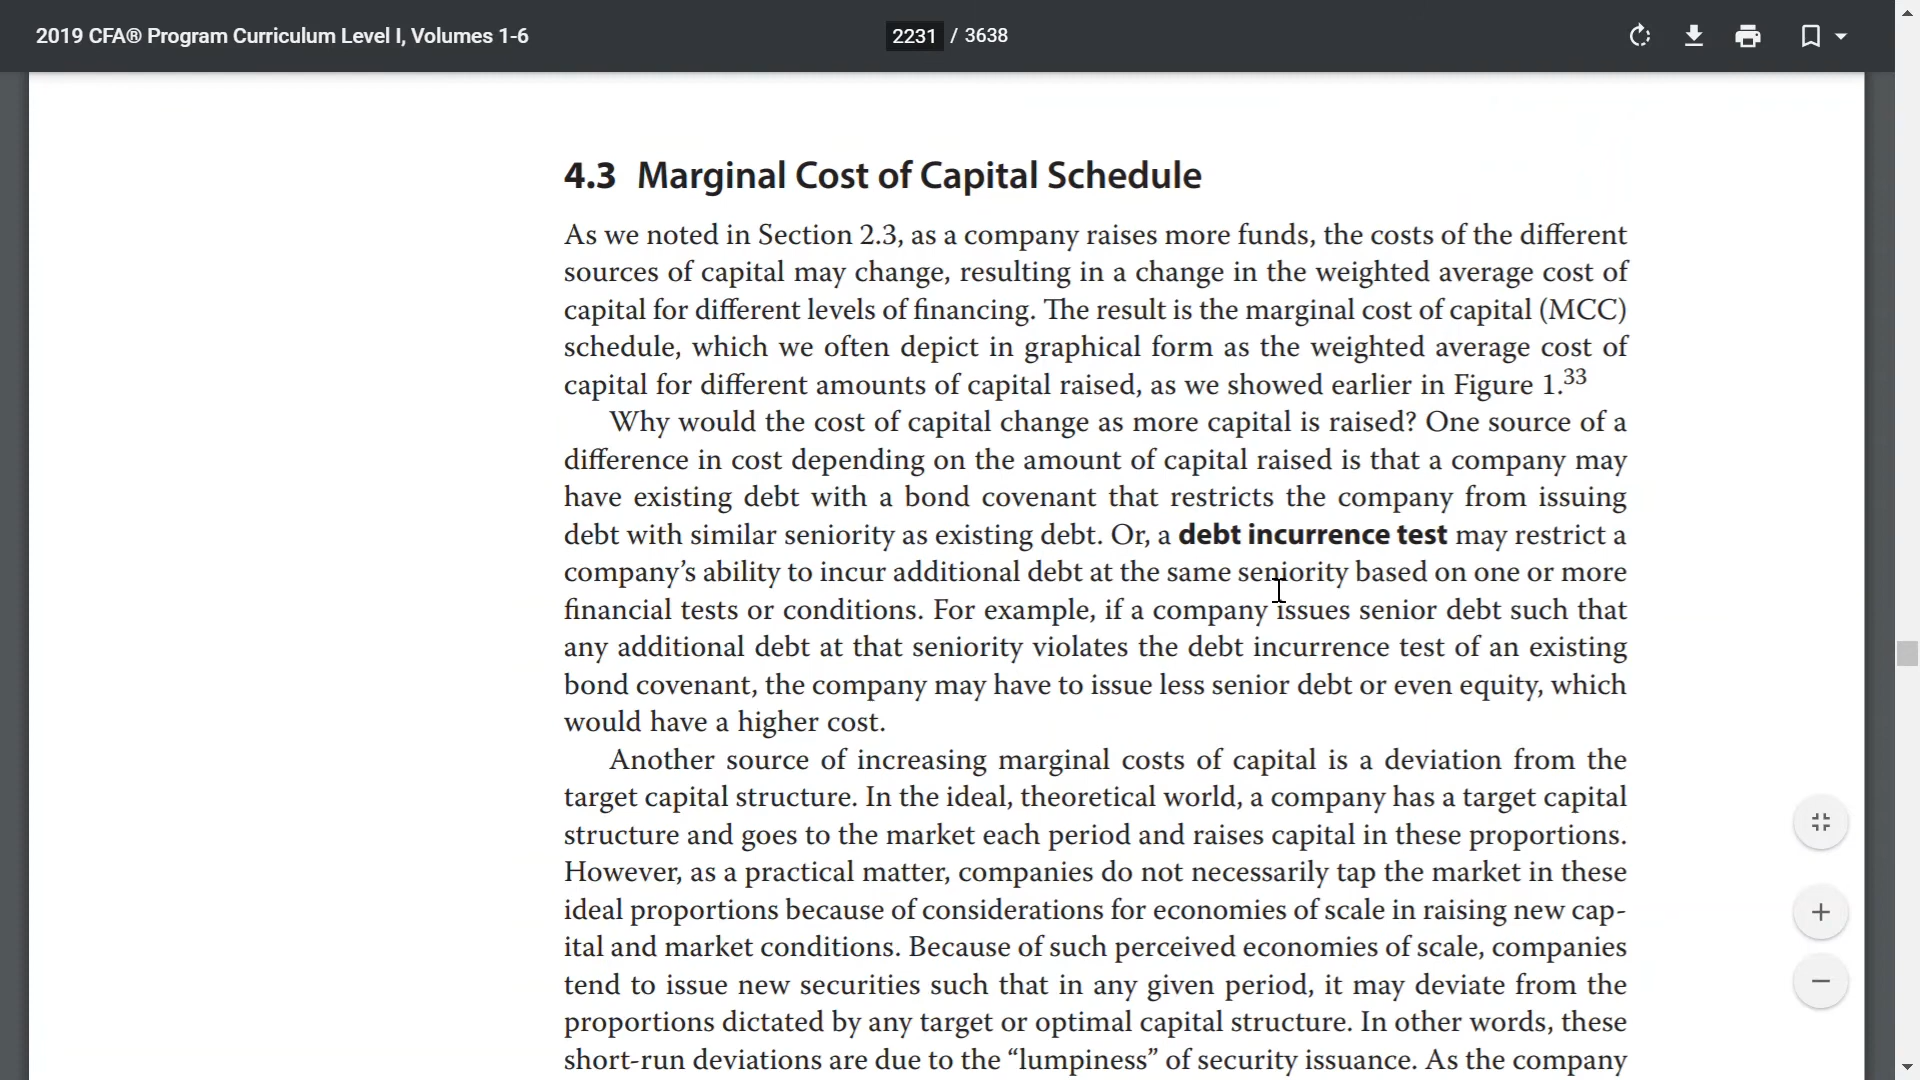 2019 CFA® Program Curriculum Level I, Volumes 1-6
2231 / 3638
4.3 Marginal Cost of Capital Schedule
As we noted in Section 2.3, as a company raises more funds, the costs of the different
sources of capital may change, resulting in a change in the weighted average cost of
capital for different levels of financing. The result is the marginal cost of capital (MCC)
schedule, which we often depict in graphical form as the weighted average cost of
capital for different amounts of capital raised, as we showed earlier in Figure 1.33
Why would the cost of capital change as more capital is raised? One source of a
difference in cost depending on the amount of capital raised is that a company may
have existing debt with a bond covenant that restricts the company from issuing
debt with similar seniority as existing debt. Or, a debt incurrence test may restrict a
company's ability to incur additional debt at the same seniority based on one or more
financial tests or conditions. For example, if a company issues senior debt such that
any additional debt at that seniority violates the debt incurrence test of an existing
bond covenant, the company may have to issue less senior debt or even equity, which
would have a higher cost.
Another source of increasing marginal costs of capital is a deviation from the
target capital structure. In the ideal, theoretical world, a company has a target capital
structure and goes to the market each period and raises capital in these proportions.
However, as a practical matter, companies do not necessarily tap the market in these
ideal proportions because of considerations for economies of scale in raising new cap-
ital and market conditions. Because of such perceived economies of scale, companies
tend to issue new securities such that in any given period, it may deviate from the
proportions dictated by any target or optimal capital structure. In other words, these
short-run deviations are due to the “lumpiness” of security issuance. As the company